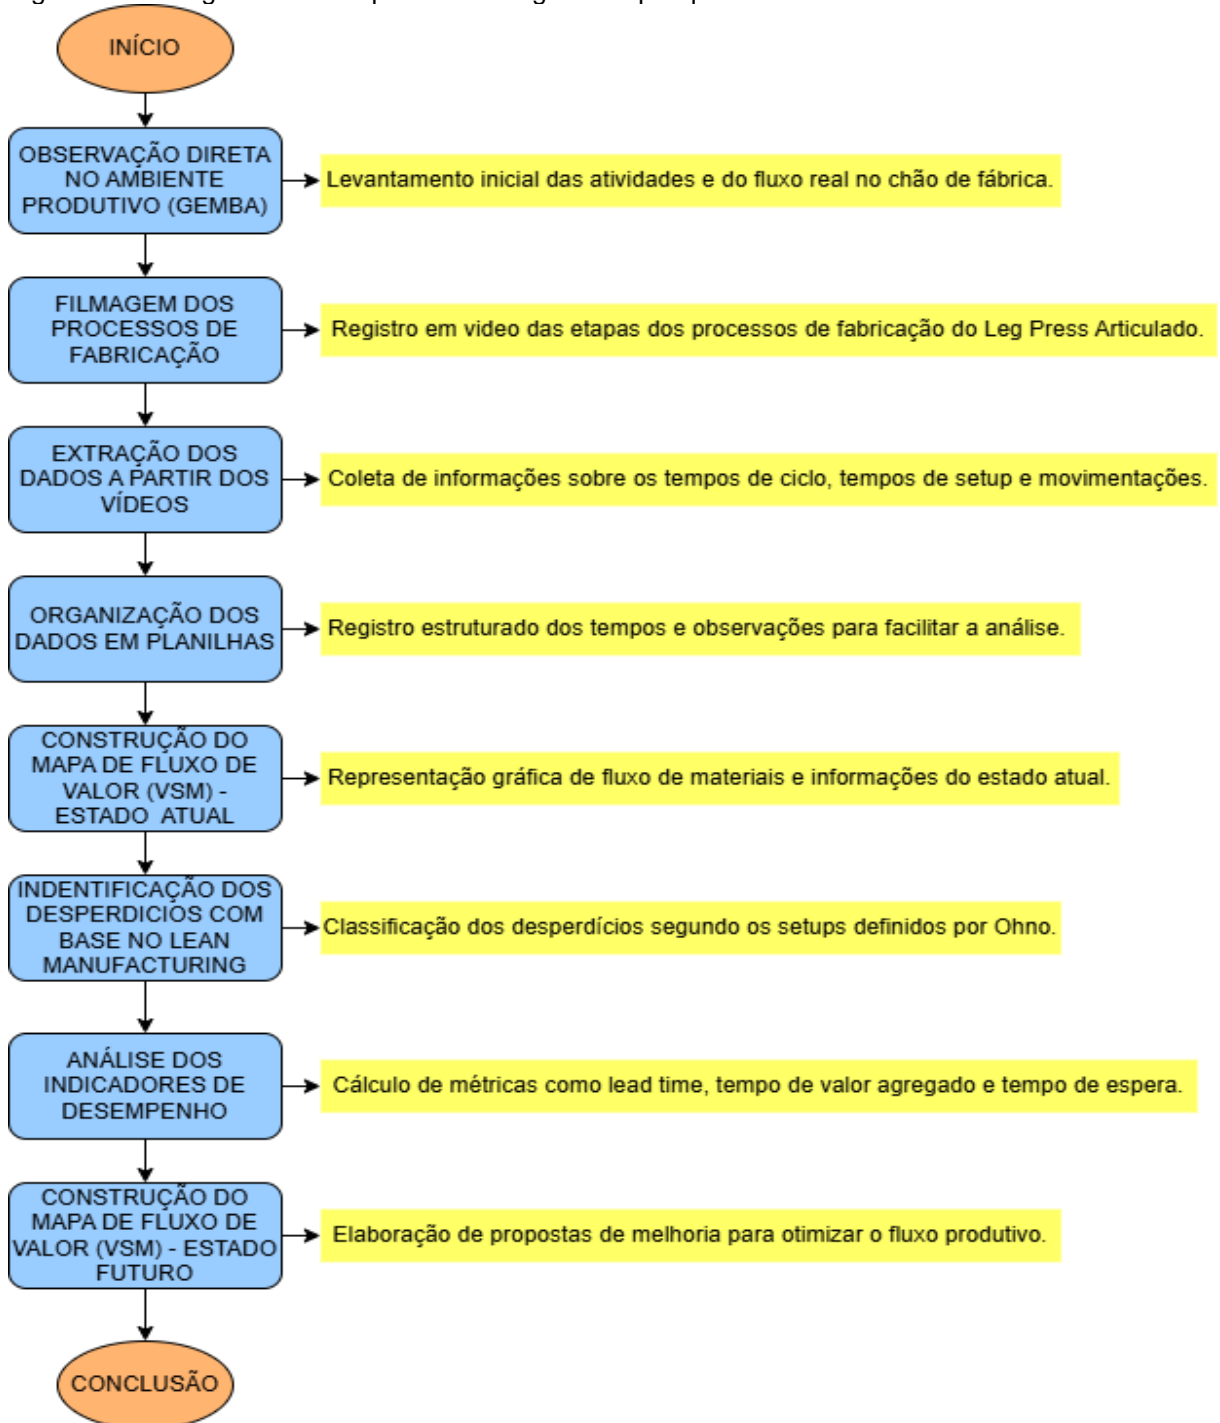 INÍCIO
OBSERVAÇÃO DIRETA
NO AMBIENTE
PRODUTIVO (GEMBA)
Levantamento inicial das atividades e do fluxo real no chão de fábrica.
FILMAGEM DOS
PROCESSOS DE
FABRICAÇÃO
Registro em video das etapas dos processos de fabricação do Leg Press Articulado.
EXTRAÇÃO DOS
DADOS A PARTIR DOS
VÍDEOS
Coleta de informações sobre os tempos de ciclo, tempos de setup e movimentações.
ORGANIZAÇÃO DOS
DADOS EM PLANILHAS
Registro estruturado dos tempos e observações para facilitar a análise.
CONSTRUÇÃO DO
MAPA DE FLUXO DE
VALOR (VSM) -
ESTADO ATUAL
Representação gráfica de fluxo de materiais e informações do estado atual.
INDENTIFICAÇÃO DOS
DESPERDICIOS COM
BASE NO LEAN
MANUFACTURING
Classificação dos desperdícios segundo os setups definidos por Ohno.
ANÁLISE DOS
INDICADORES DE
DESEMPENHO
Cálculo de métricas como lead time, tempo de valor agregado e tempo de espera.
CONSTRUÇÃO DO
MAPA DE FLUXO DE
VALOR (VSM) - ESTADO
FUTURO
Elaboração de propostas de melhoria para otimizar o fluxo produtivo.
CONCLUSÃO